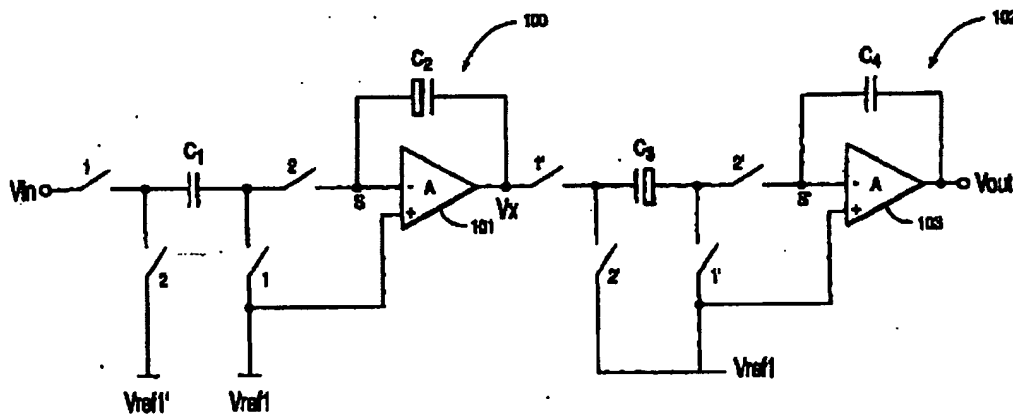 100
102
C2
C4
Vin
1
C1
2
S
-
A
+
101
Vx
1'
C3
2'
S'
-
A
+
103
Vout
2
1
2'
1'
Vref1'
Vref1
Vref1